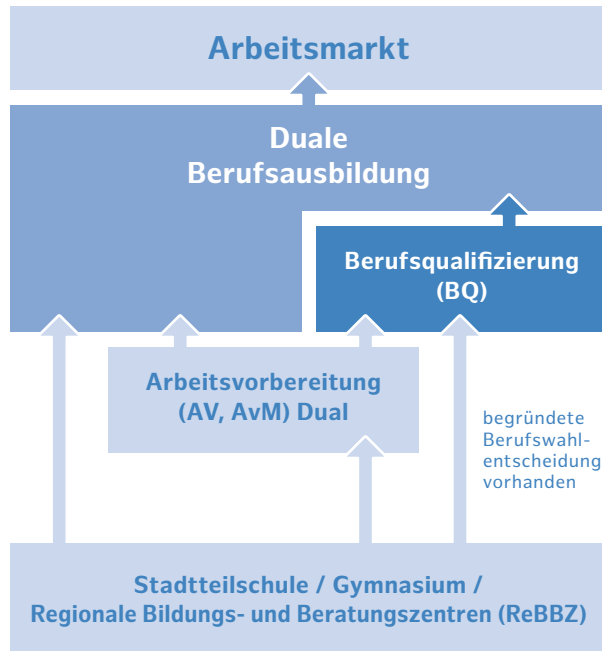 Arbeitsmarkt
Duale
Berufsausbildung
Berufsqualifizierung
(BQ)
Arbeitsvorbereitung
(AV, AvM) Dual
begründete
Berufswahl-
entscheidung
vorhanden
Stadtteilschule / Gymnasium /
Regionale Bildungs- und Beratungszentren (ReBBZ)